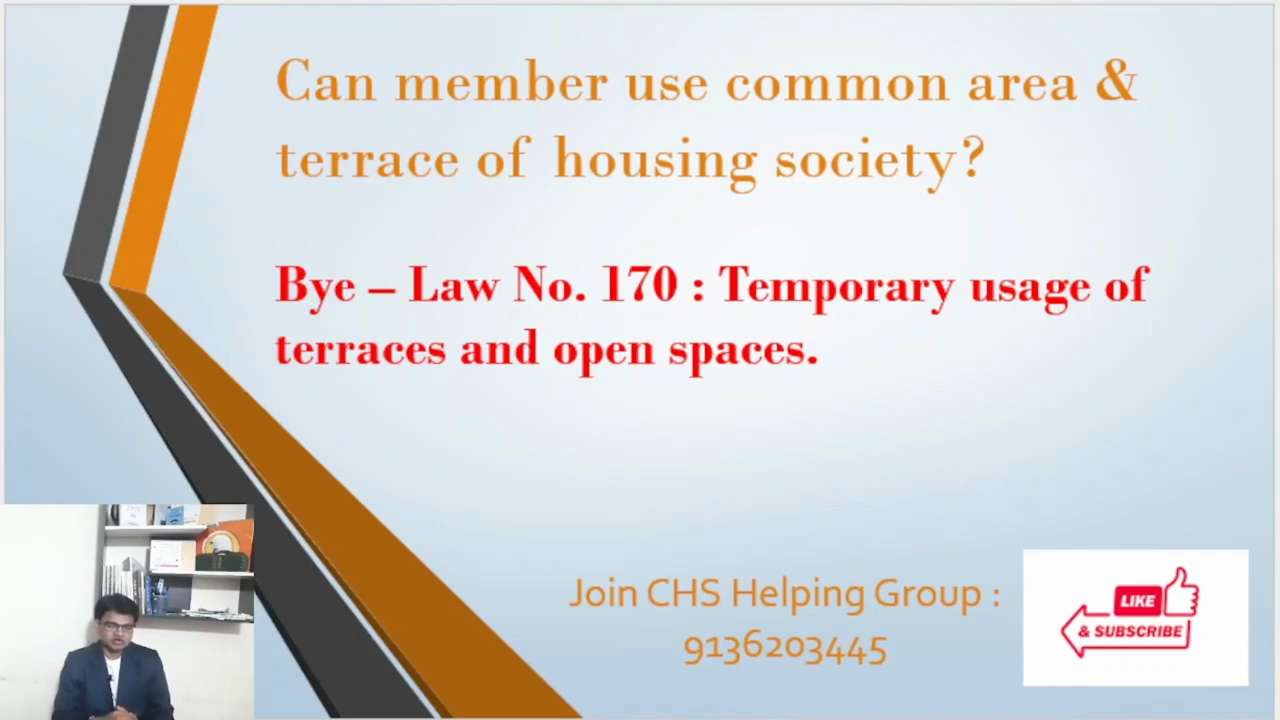 Can member use common area &
terrace of housing society?
Bye – Law No. 170 : Temporary usage of
terraces and open spaces.
Join CHS Helping Group :
9136203445
LIKE
& SUBSCRIBE